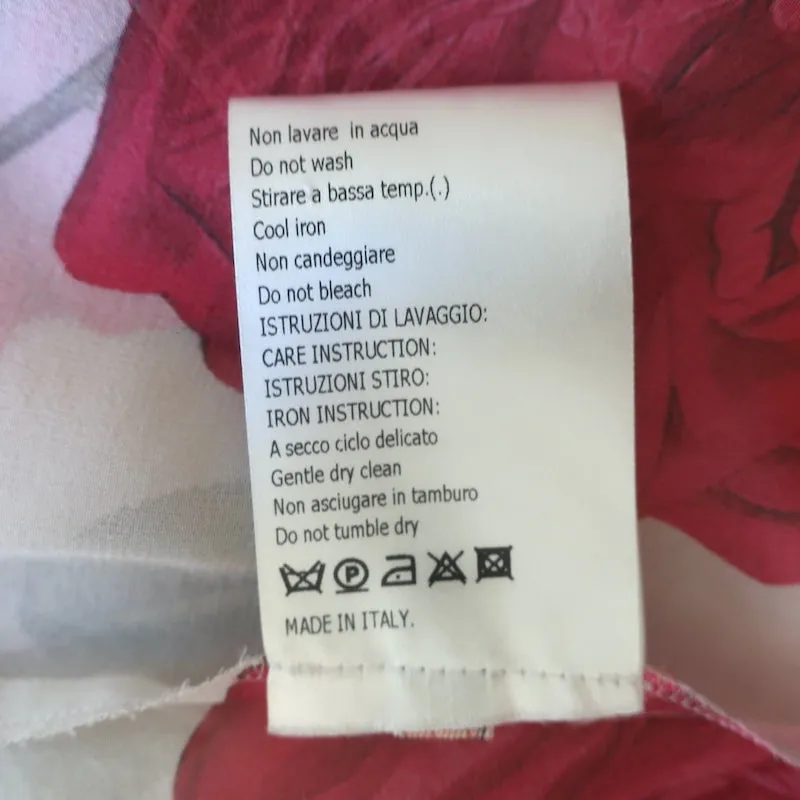 Non lavare in acqua
Do not wash
Stirare a bassa temp.(.)
Cool iron
Non candeggiare
Do not bleach
ISTRUZIONI DI LAVAGGIO:
CARE INSTRUCTION:
ISTRUZIONI STIRO:
IRON INSTRUCTION:
A secco ciclo delicato
Gentle dry clean
Non asciugare in tamburo
Do not tumble dry
P
MADE IN ITALY.